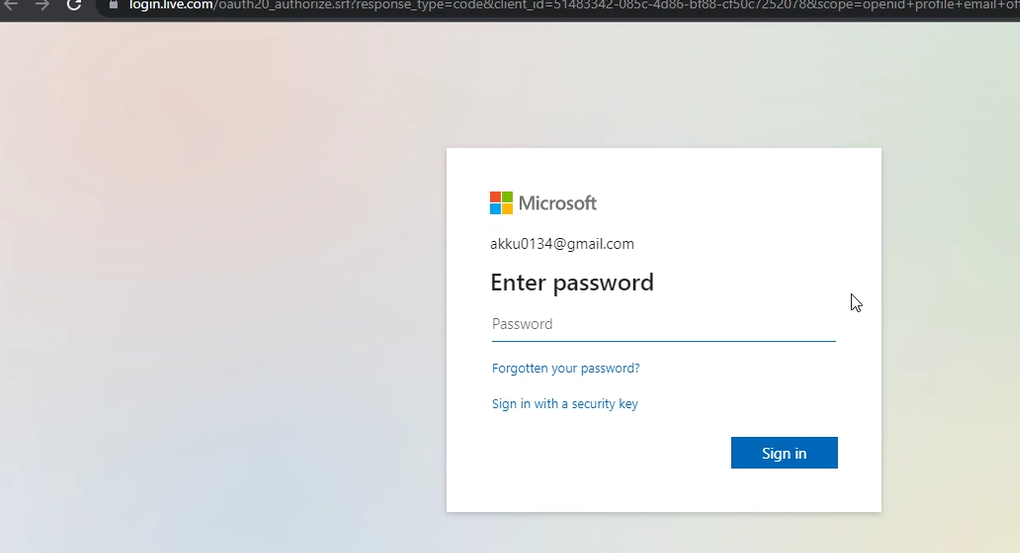 login.live.com/oauth20_authorize.srf?response_type=code&client_id=51483342-085c-4d86-bf88-cf50c7252078&scope=openid+profile+email+of
Microsoft
akku0134@gmail.com
Enter password
Password
Forgotten your password?
Sign in with a security key
Sign in